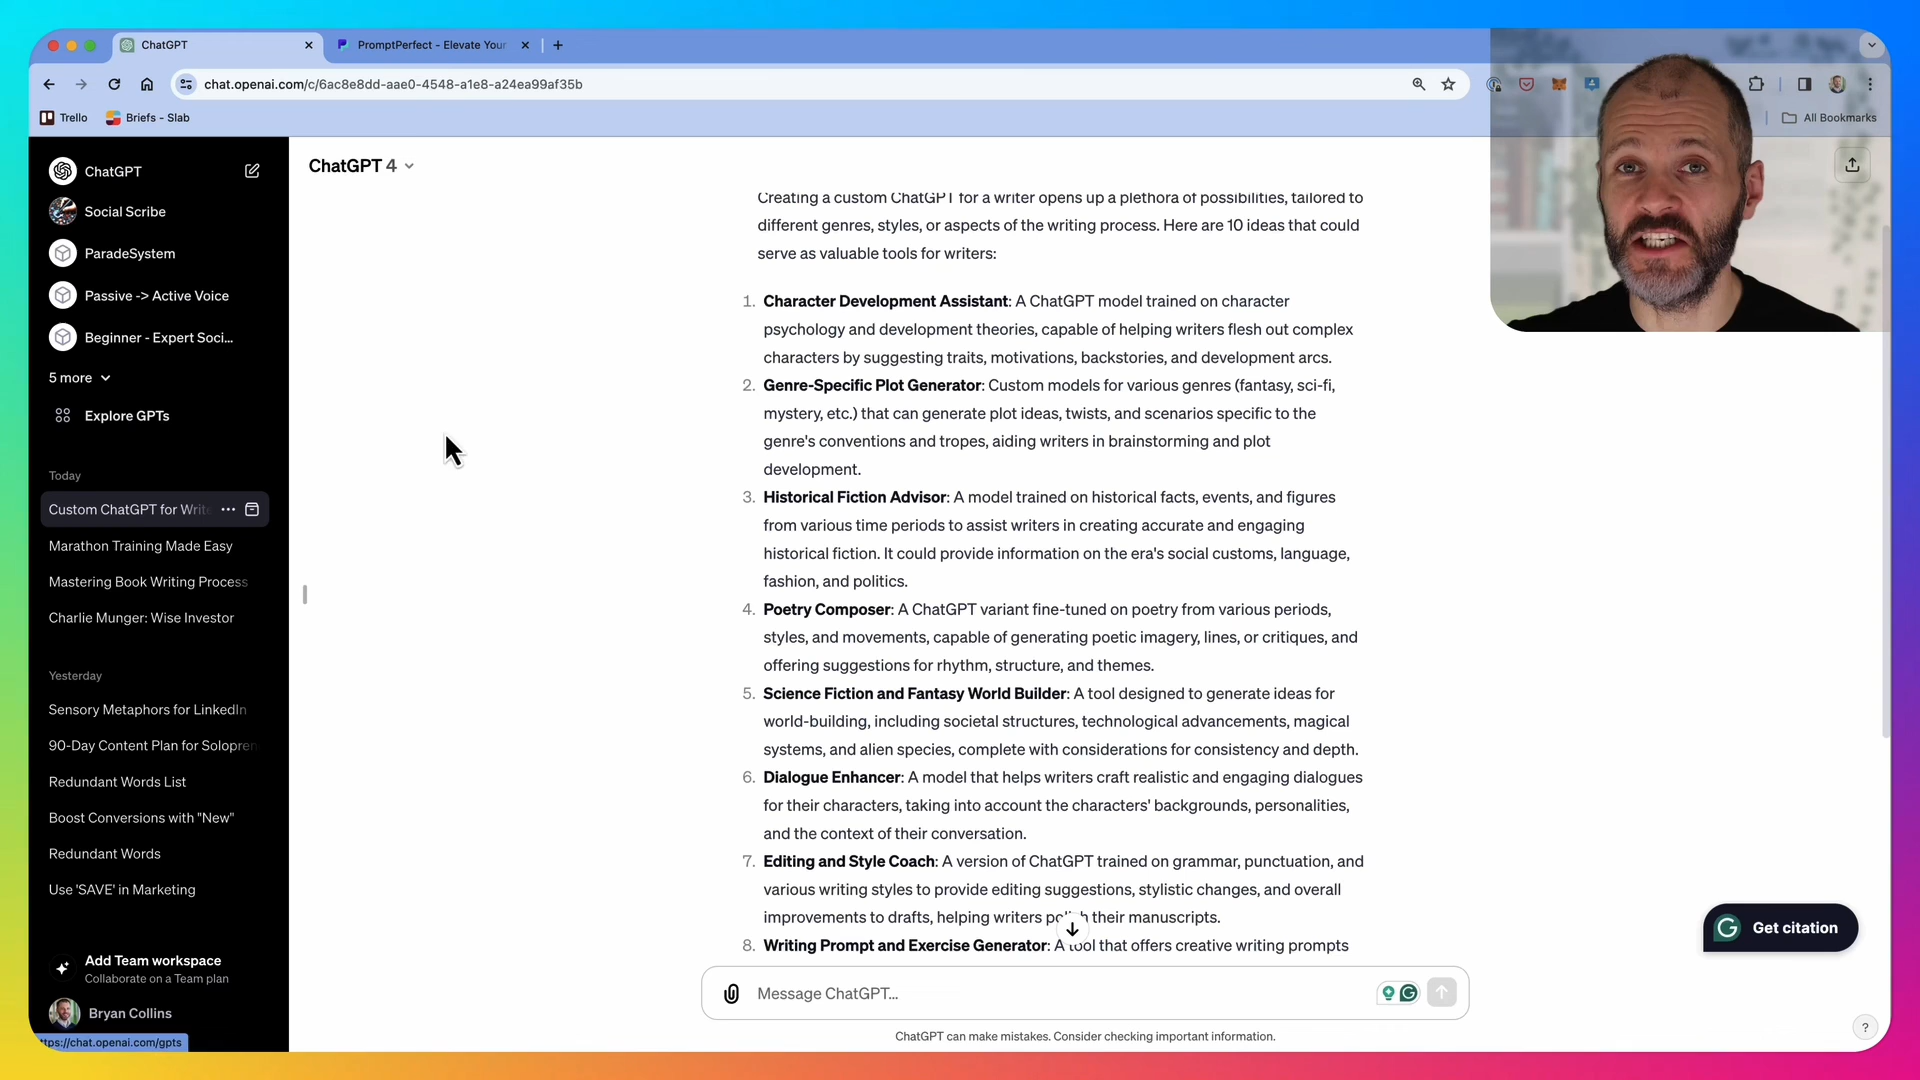 ChatGPT
PromptPerfect - Elevate Your
chat.openai.com/c/6ac8e8dd-aae0-4548-a1e8-a24ea99af35b
Trello
Briefs - Slab
All Bookmarks
ChatGPT
Social Scribe
ParadeSystem
Passive -> Active Voice
Beginner - Expert Soci...
5 more
Explore GPTs
Today
Custom ChatGPT for Write
Marathon Training Made Easy
Mastering Book Writing Process
Charlie Munger: Wise Investor
Yesterday
Sensory Metaphors for LinkedIn
90-Day Content Plan for Solopren
Redundant Words List
Boost Conversions with "New"
Redundant Words
Use 'SAVE' in Marketing
Add Team workspace
Collaborate on a Team plan
Bryan Collins
ttps://chat.openai.com/gpts
ChatGPT 4
Creating a custom ChatGPT for a writer opens up a plethora of possibilities, tailored to
different genres, styles, or aspects of the writing process. Here are 10 ideas that could
serve as valuable tools for writers:
1. Character Development Assistant: A ChatGPT model trained on character
psychology and development theories, capable of helping writers flesh out complex
characters by suggesting traits, motivations, backstories, and development arcs.
2. Genre-Specific Plot Generator: Custom models for various genres (fantasy, sci-fi,
mystery, etc.) that can generate plot ideas, twists, and scenarios specific to the
genre's conventions and tropes, aiding writers in brainstorming and plot
development.
3. Historical Fiction Advisor: A model trained on historical facts, events, and figures
from various time periods to assist writers in creating accurate and engaging
historical fiction. It could provide information on the era's social customs, language,
fashion, and politics.
4. Poetry Composer: A ChatGPT variant fine-tuned on poetry from various periods,
styles, and movements, capable of generating poetic imagery, lines, or critiques, and
offering suggestions for rhythm, structure, and themes.
5. Science Fiction and Fantasy World Builder: A tool designed to generate ideas for
world-building, including societal structures, technological advancements, magical
systems, and alien species, complete with considerations for consistency and depth.
6. Dialogue Enhancer: A model that helps writers craft realistic and engaging dialogues
for their characters, taking into account the characters' backgrounds, personalities,
and the context of their conversation.
7. Editing and Style Coach: A version of ChatGPT trained on grammar, punctuation, and
various writing styles to provide editing suggestions, stylistic changes, and overall
improvements to drafts, helping writers polish their manuscripts.
8. Writing Prompt and Exercise Generator: A tool that offers creative writing prompts
Get citation
Message ChatGPT...
ChatGPT can make mistakes. Consider checking important information.
?